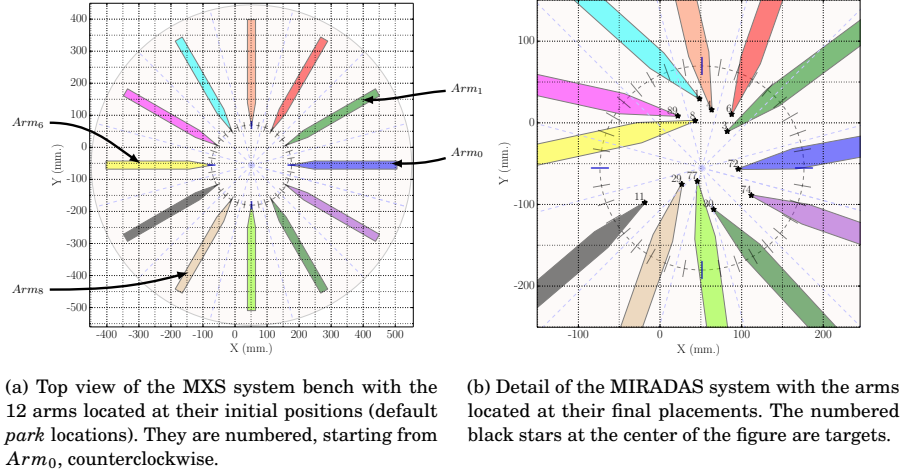 400
300
200
100
0
-100
-200
-300
-400
-500
Y (mm.)
-400 -300 -200 -100 0 100 200 300 400 500
X (mm.)
Arm6
Arm8
Arm1
Arm0
100
0
-100
-200
Y (mm.)
-100 0 100 200
X (mm.)
89
8
6
72
74
29
77
11
(a) Top view of the MXS system bench with the
12 arms located at their initial positions (default
park locations). They are numbered, starting from
Arm0, counterclockwise.
(b) Detail of the MIRADAS system with the arms
located at their final placements. The numbered
black stars at the center of the figure are targets.